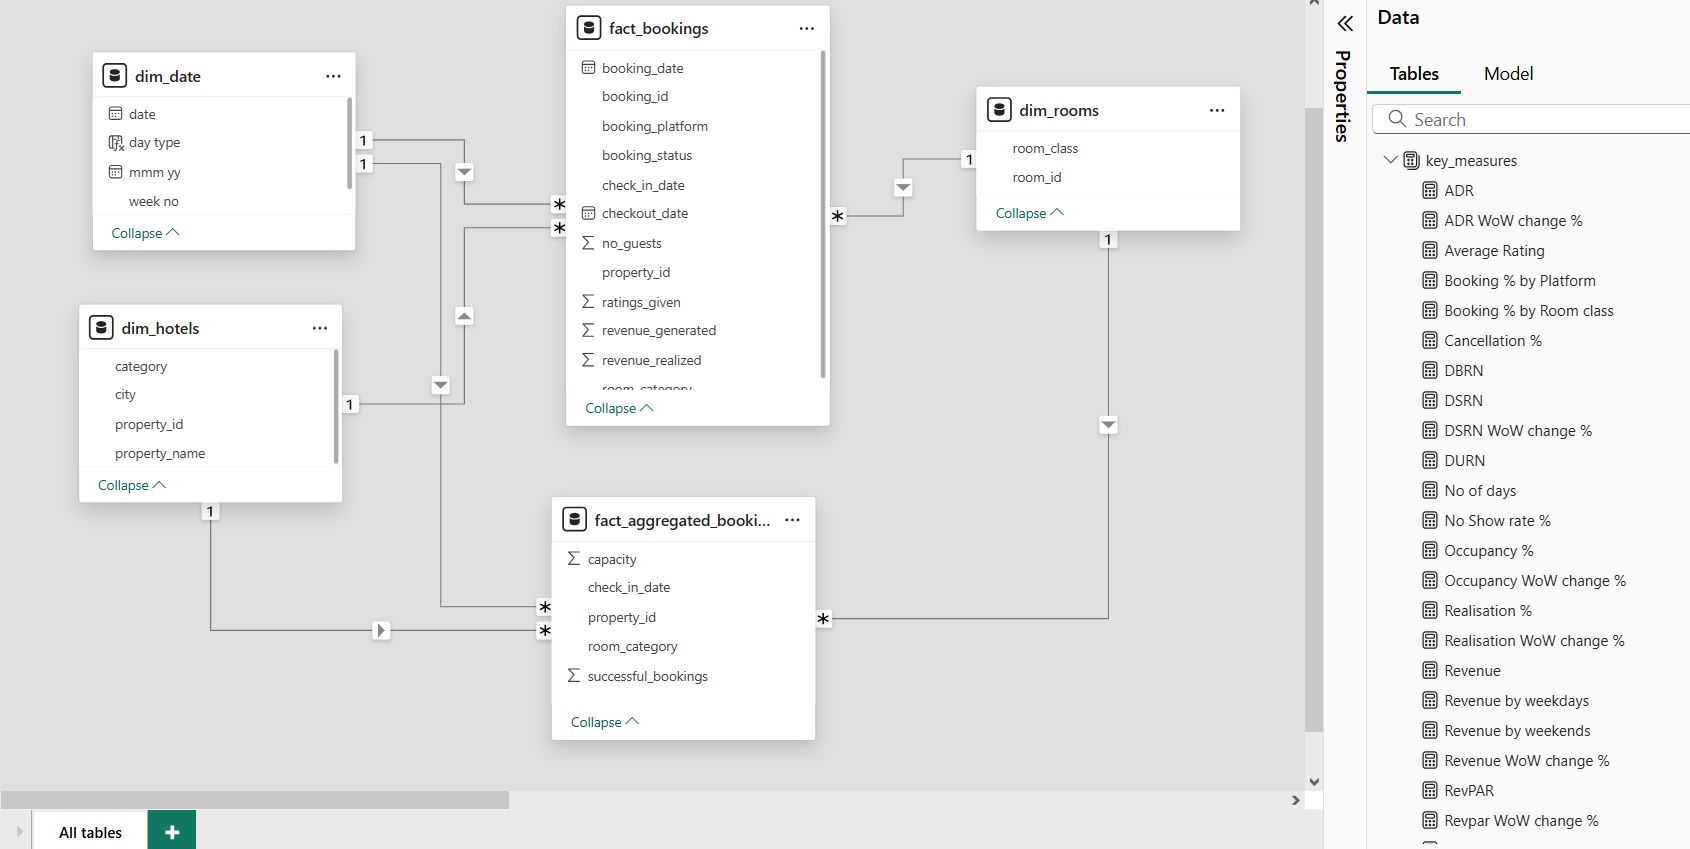 dim_date
date
day type
mmm yy
week no
Collapse
dim_hotels
category
city
property_id
property_name
Collapse
fact_bookings
booking_date
booking_id
booking_platform
booking_status
check_in_date
checkout_date
no_guests
property_id
ratings_given
revenue_generated
revenue_realized
room_category
Collapse
dim_rooms
room_class
room_id
Collapse
fact_aggregated_booki...
capacity
check_in_date
property_id
room_category
successful_bookings
Collapse
1
1
*
*
1
1
*
1
1
*
*
*
All tables
Properties
Data
Tables Model
Search
key_measures
ADR
ADR WoW change %
Average Rating
Booking % by Platform
Booking % by Room class
Cancellation %
DBRN
DSRN
DSRN WoW change %
DURN
No of days
No Show rate %
Occupancy %
Occupancy WoW change %
Realisation %
Realisation WoW change %
Revenue
Revenue by weekdays
Revenue by weekends
Revenue WoW change %
RevPAR
Revpar WoW change %